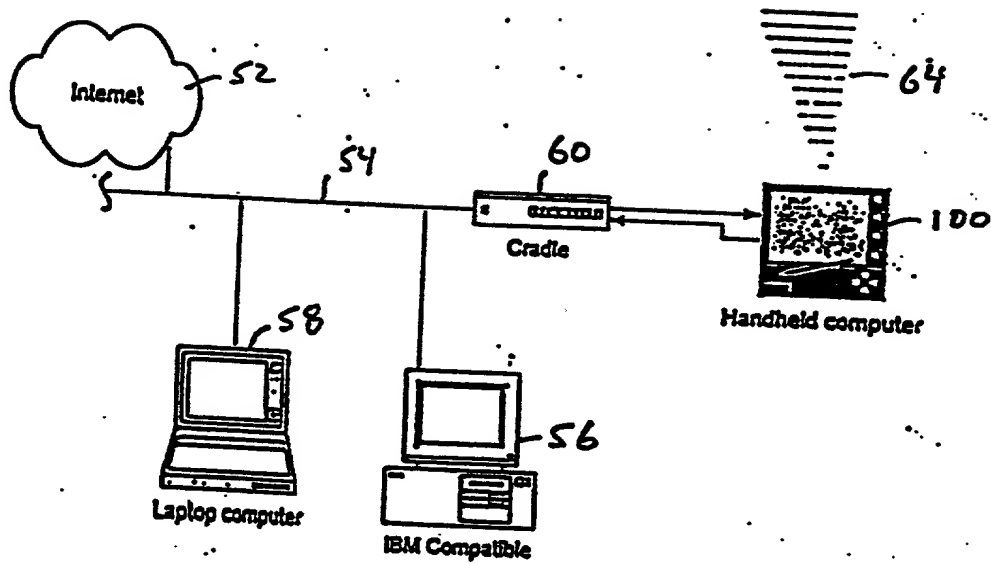 Internet
52
64
54
60
100
Cradle
Handheld computer
58
56
Laptop computer
IBM Compatible